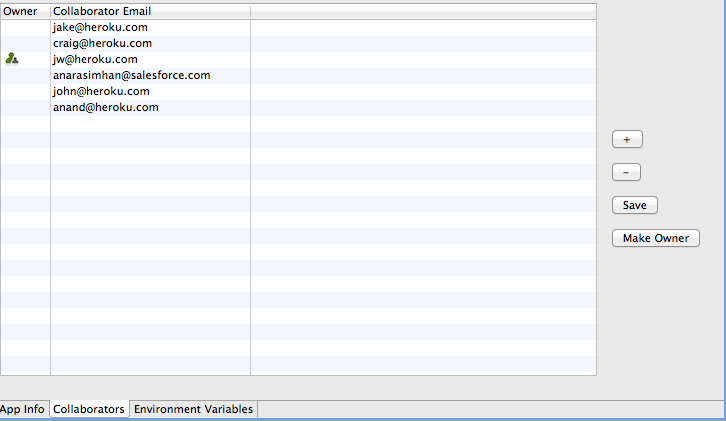 Owner Collaborator Email
jake@heroku.com
craig@heroku.com
jw@heroku.com
anarasimhan@salesforce.com
john@heroku.com
anand@heroku.com
+
-
Save
Make Owner
App Info Collaborators Environment Variables